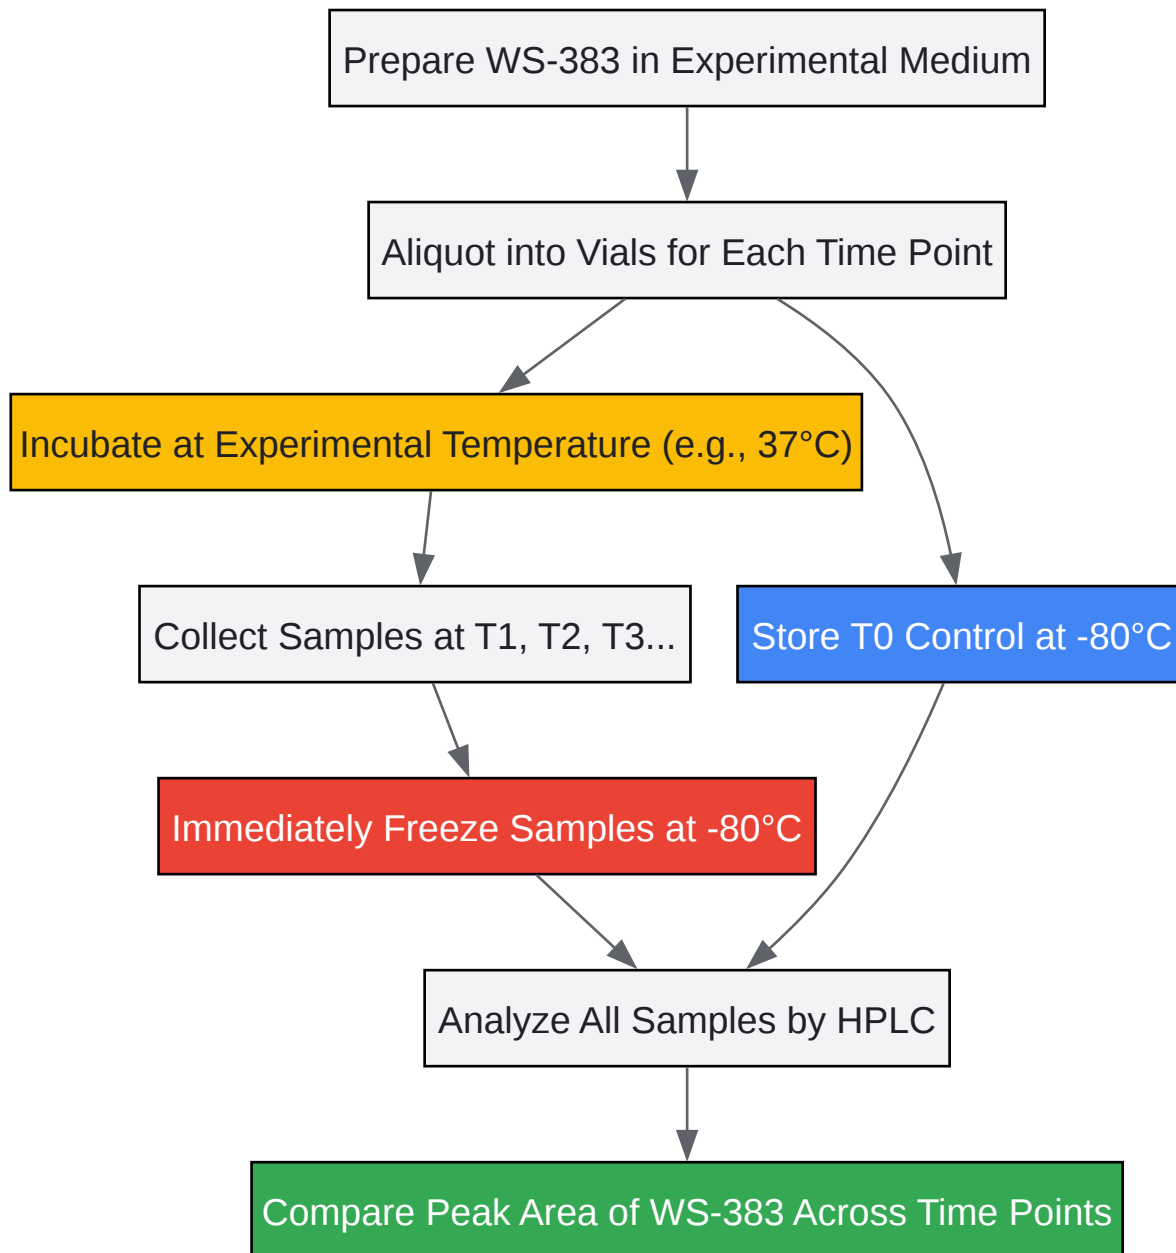 Prepare WS-383 in Experimental Medium
Aliquot into Vials for Each Time Point
Incubate at Experimental Temperature (e.g., 37°C)
Collect Samples at T1, T2, T3...
Store T0 Control at -80°C
Immediately Freeze Samples at -80°C
Analyze All Samples by HPLC
Compare Peak Area of WS-383 Across Time Points